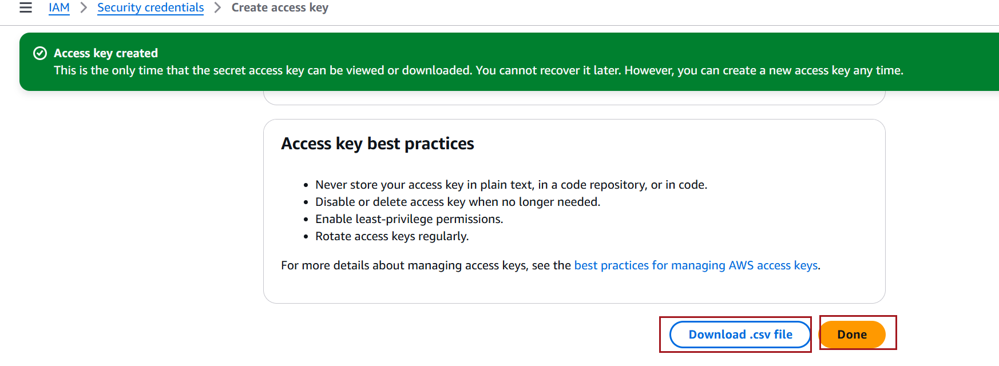 IAM > Security credentials > Create access key
Access key created
This is the only time that the secret access key can be viewed or downloaded. You cannot recover it later. However, you can create a new access key any time.
Access key best practices
• Never store your access key in plain text, in a code repository, or in code.
• Disable or delete access key when no longer needed.
• Enable least-privilege permissions.
• Rotate access keys regularly.
For more details about managing access keys, see the best practices for managing AWS access keys.
Download .csv file
Done